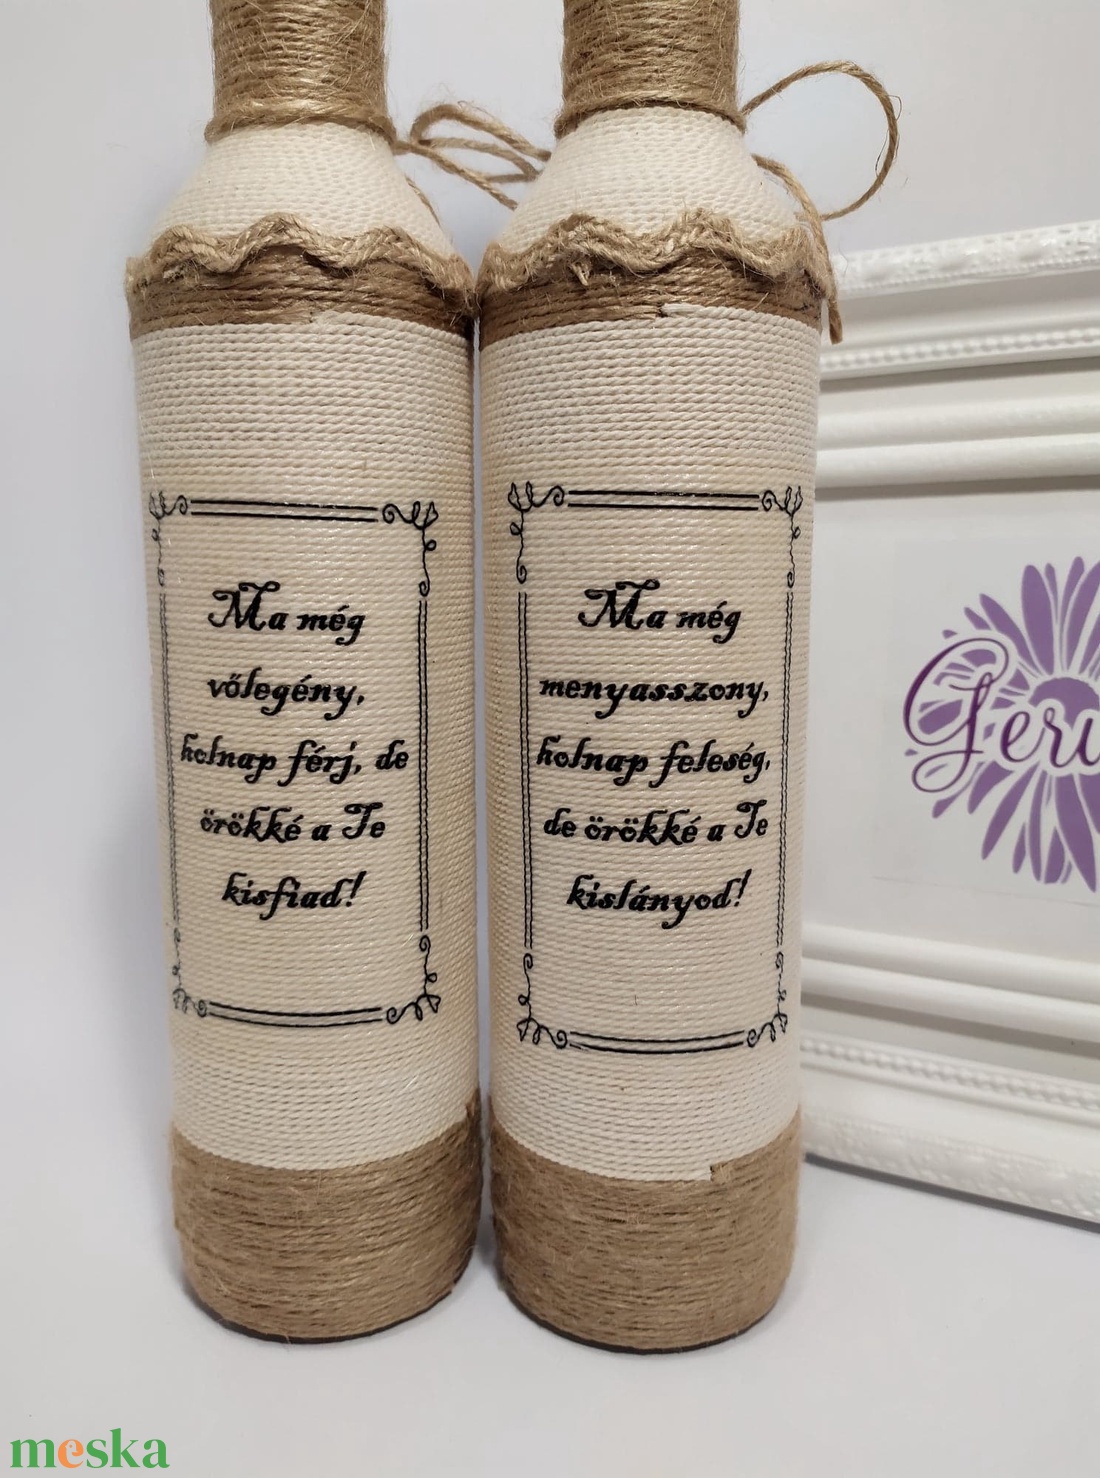 Ma még
vőlegény,
holnap férj, de
örökké a Te
kisfiad!
Ma még
menyasszony,
holnap feleség,
de örökké a Te
kislányod!
meska